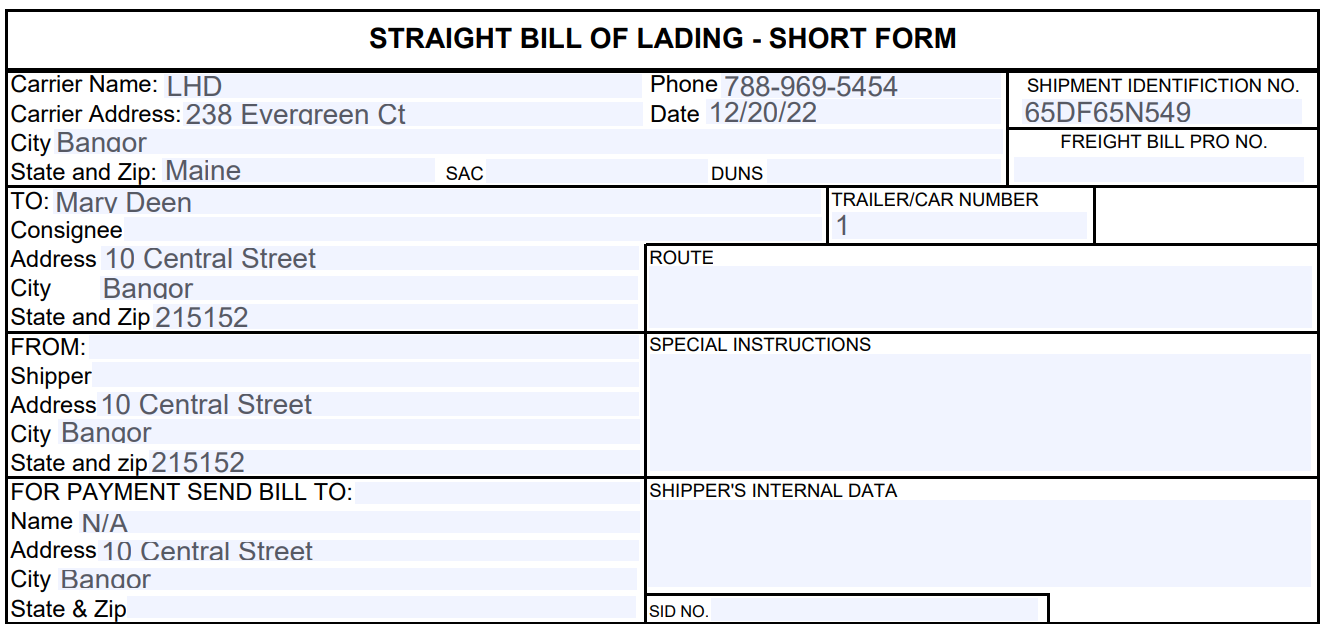 STRAIGHT BILL OF LADING - SHORT FORM
Carrier Name: LHD Phone 788-969-5454 SHIPMENT IDENTIFICTION NO.
Carrier Address: 238 Evergreen Ct Date 12/20/22 65DF65N549
City Bangor FREIGHT BILL PRO NO.
State and Zip: Maine SAC DUNS
TO: Mary Deen TRAILER/CAR NUMBER
Consignee 1
Address 10 Central Street ROUTE
City Bangor
State and Zip 215152
FROM: SPECIAL INSTRUCTIONS
Shipper
Address 10 Central Street
City Bangor
State and zip 215152
FOR PAYMENT SEND BILL TO: SHIPPER'S INTERNAL DATA
Name N/A
Address 10 Central Street
City Bangor
State & Zip SID NO.